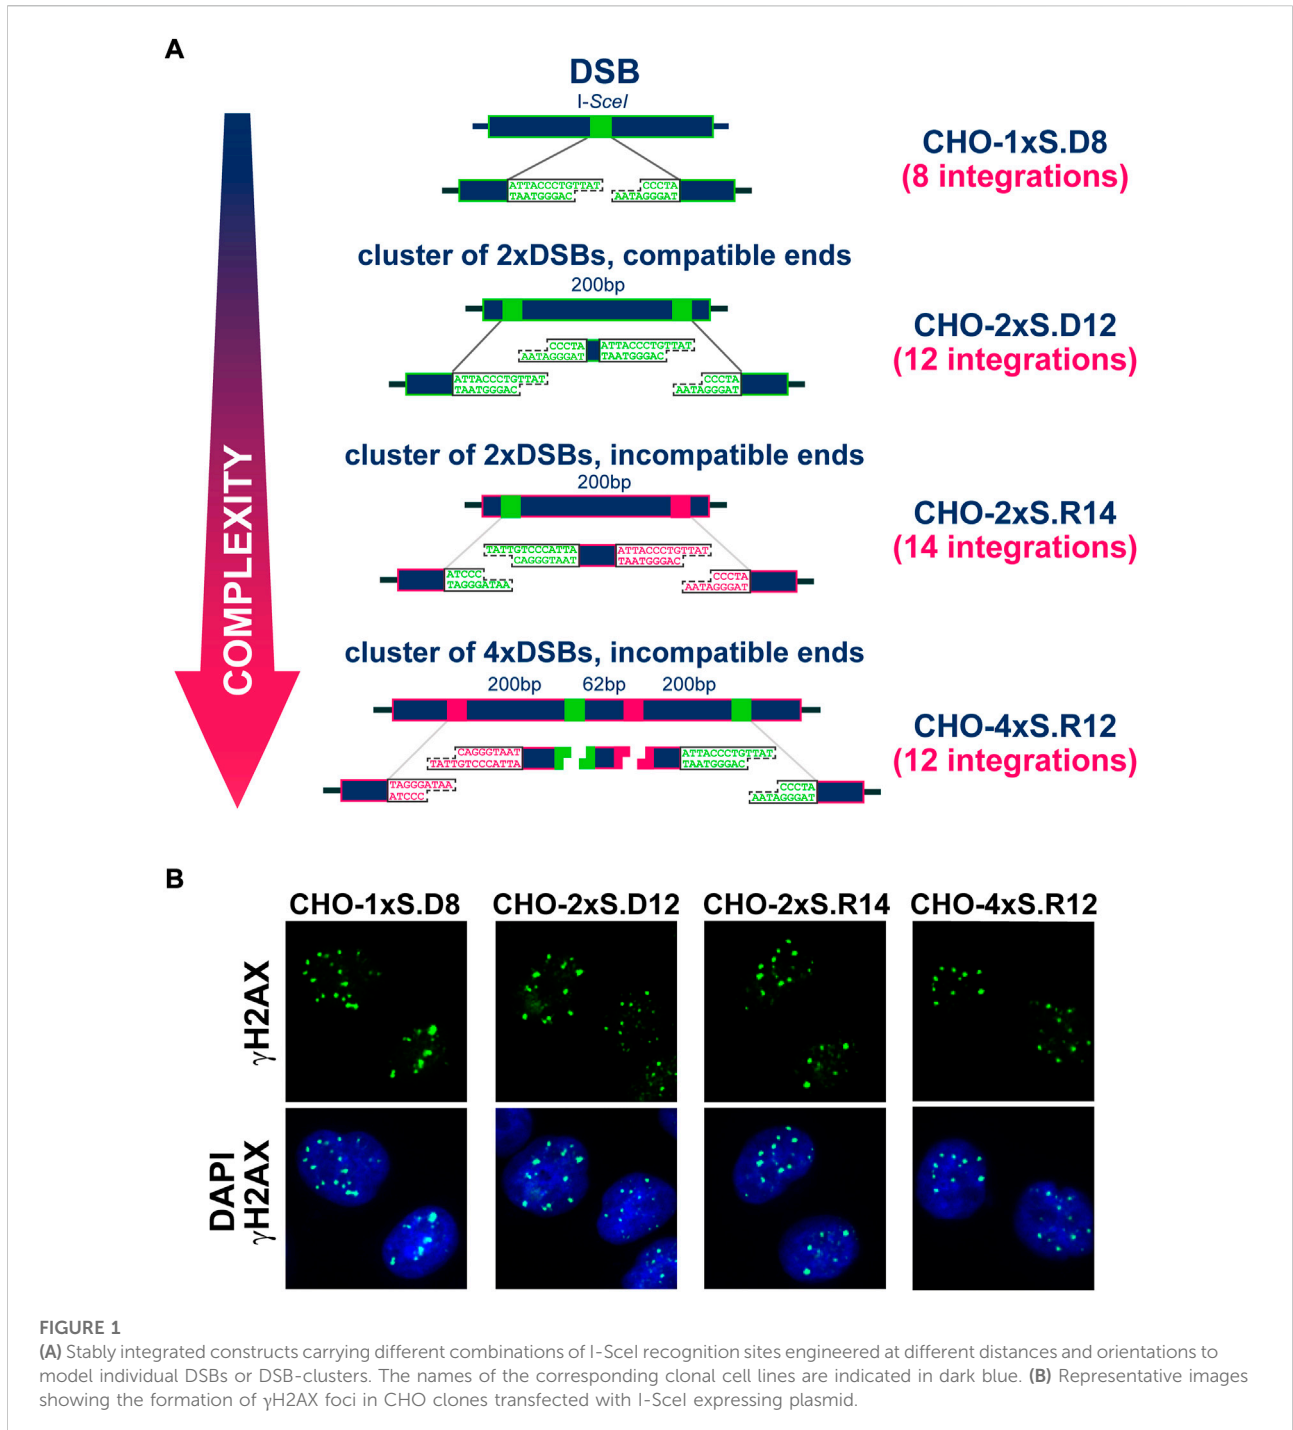 A
DSB
I-SceI
ATTACCCTGTTAT
TAATGGGAC
CCCTA
AATAGGGAT
CHO-1xS.D8
(8 integrations)
cluster of 2xDSBs, compatible ends
200bp
CCCTA
AATAGGGAT
ATTACCCTGTTAT
TAATGGGAC
ATTACCCTGTTAT
TAATGGGAC
CCCTA
AATAGGGAT
CHO-2xS.D12
(12 integrations)
cluster of 2xDSBs, incompatible ends
200bp
TATTGTCCCATTA
CAGGGTAAT
ATTACCCTGTTAT
TAATGGGAC
ATCCC
TAGGGATAA
CCCTA
AATAGGGAT
CHO-2xS.R14
(14 integrations)
cluster of 4xDSBs, incompatible ends
200bp 62bp 200bp
CAGGGTAAT
TATTGTCCCATTA
ATTACCCTGTTAT
TAATGGGAC
TAGGGATAA
ATCCC
CCCTA
AATAGGGAT
CHO-4xS.R12
(12 integrations)
COMPLEXITY
B
CHO-1xS.D8 CHO-2xS.D12 CHO-2xS.R14 CHO-4xS.R12
γH2AX
DAPI
γH2AX
FIGURE 1
(A) Stably integrated constructs carrying different combinations of I-SceI recognition sites engineered at different distances and orientations to
model individual DSBs or DSB-clusters. The names of the corresponding clonal cell lines are indicated in dark blue. (B) Representative images
showing the formation of γH2AX foci in CHO clones transfected with I-SceI expressing plasmid.